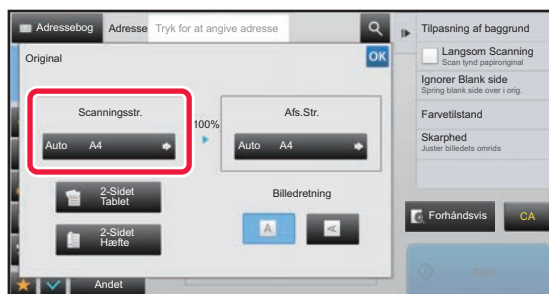 Adressebog
Adresse
Tryk for at angive adresse
Tilpasning af baggrund
Original
OK
Langsom Scanning
Scan tynd papiroriginal
Ignorer Blank side
Spring blank side over i orig.
Scanningsstr.
100%
Afs.Str.
Farvetilstand
Auto A4
Auto A4
Skarphed
Juster billedets omrids
2-Sidet
Tablet
Billedretning
A
A
2-Sidet
Hæfte
Forhåndsvis
CA
Andet
Start